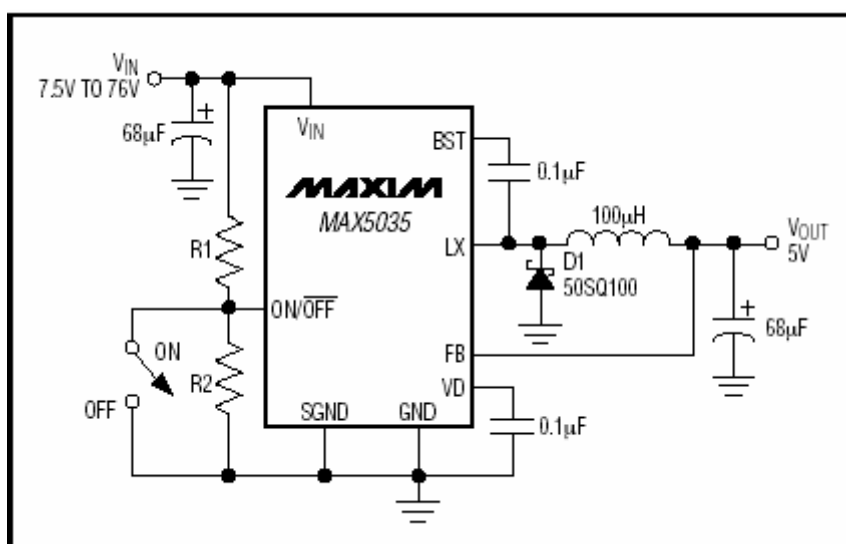 VIN
7.5V TO 76V
68µF
+
R1
ON
OFF
R2
VIN
MAXIM
MAX5035
ON/OFF
SGND
GND
BST
LX
FB
VD
0.1µF
100µH
D1
50SQ100
VOUT
5V
+
68µF
0.1µF